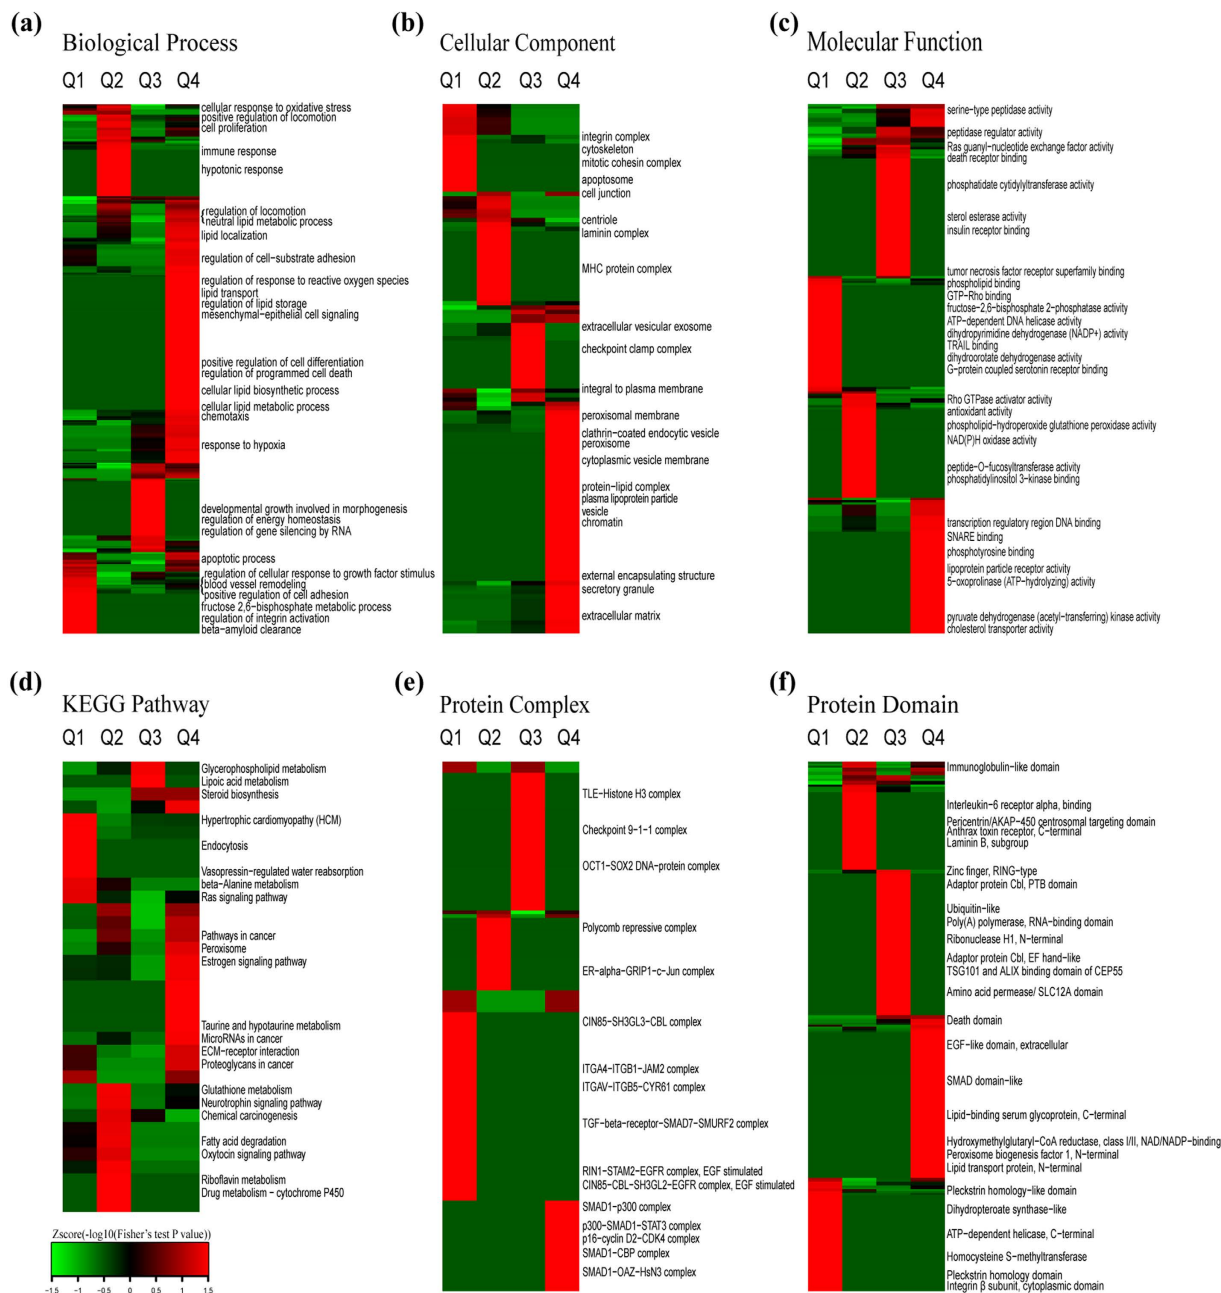 (a)
Biological Process
Q1 Q2 Q3 Q4
cellular response to oxidative stress
positive regulation of locomotion
cell proliferation
immune response
hypotonic response
regulation of locomotion
neutral lipid metabolic process
lipid localization
regulation of cell-substrate adhesion
regulation of response to reactive oxygen species
lipid transport
regulation of lipid storage
mesenchymal-epithelial cell signaling
positive regulation of cell differentiation
regulation of programmed cell death
cellular lipid biosynthetic process
cellular lipid metabolic process
chemotaxis
response to hypoxia
developmental growth involved in morphogenesis
regulation of energy homeostasis
regulation of gene silencing by RNA
apoptotic process
regulation of cellular response to growth factor stimulus
blood vessel remodeling
positive regulation of cell adhesion
fructose 2,6-bisphosphate metabolic process
regulation of integrin activation
beta-amyloid clearance
(b)
Cellular Component
Q1 Q2 Q3 Q4
integrin complex
cytoskeleton
mitotic cohesin complex
apoptosome
cell junction
centriole
laminin complex
MHC protein complex
extracellular vesicular exosome
checkpoint clamp complex
integral to plasma membrane
peroxisomal membrane
clathrin-coated endocytic vesicle
peroxisome
cytoplasmic vesicle membrane
protein-lipid complex
plasma lipoprotein particle
vesicle
chromatin
external encapsulating structure
secretory granule
extracellular matrix
(c)
Molecular Function
Q1 Q2 Q3 Q4
serine-type peptidase activity
peptidase regulator activity
Ras guanyl-nucleotide exchange factor activity
death receptor binding
phosphatidate cytidylyltransferase activity
sterol esterase activity
insulin receptor binding
tumor necrosis factor receptor superfamily binding
phospholipid binding
GTP-Rho binding
fructose-2,6-bisphosphate 2-phosphatase activity
ATP-dependent DNA helicase activity
dihydropyrimidine dehydrogenase (NADP+) activity
TRAIL binding
dihydroorotate dehydrogenase activity
G-protein coupled serotonin receptor binding
Rho GTPase activator activity
antioxidant activity
phospholipid-hydroperoxide glutathione peroxidase activity
NAD(P)H oxidase activity
peptide-O-fucosyltransferase activity
phosphatidylinositol 3-kinase binding
transcription regulatory region DNA binding
SNARE binding
phosphotyrosine binding
lipoprotein particle receptor activity
5-oxoprolinase (ATP-hydrolyzing) activity
pyruvate dehydrogenase (acetyl-transferring) kinase activity
cholesterol transporter activity
(d)
KEGG Pathway
Q1 Q2 Q3 Q4
Glycerophospholipid metabolism
Lipoic acid metabolism
Steroid biosynthesis
Hypertrophic cardiomyopathy (HCM)
Endocytosis
Vasopressin-regulated water reabsorption
beta-Alanine metabolism
Ras signaling pathway
Pathways in cancer
Peroxisome
Estrogen signaling pathway
Taurine and hypotaurine metabolism
MicroRNAs in cancer
ECM-receptor interaction
Proteoglycans in cancer
Glutathione metabolism
Neurotrophin signaling pathway
Chemical carcinogenesis
Fatty acid degradation
Oxytocin signaling pathway
Riboflavin metabolism
Drug metabolism - cytochrome P450
Zscore(-log10(Fisher's test P value))
-1.5 -1 -0.5 0 0.5 1 1.5
(e)
Protein Complex
Q1 Q2 Q3 Q4
TLE-Histone H3 complex
Checkpoint 9-1-1 complex
OCT1-SOX2 DNA-protein complex
Polycomb repressive complex
ER-alpha-GRIP1-c-Jun complex
CIN85-SH3GL3-CBL complex
ITGA4-ITGB1-JAM2 complex
ITGAV-ITGB5-CYR61 complex
TGF-beta-receptor-SMAD7-SMURF2 complex
RIN1-STAM2-EGFR complex, EGF stimulated
CIN85-CBL-SH3GL2-EGFR complex, EGF stimulated
SMAD1-p300 complex
p300-SMAD1-STAT3 complex
p16-cyclin D2-CDK4 complex
SMAD1-CBP complex
SMAD1-OAZ-HsN3 complex
(f)
Protein Domain
Q1 Q2 Q3 Q4
Immunoglobulin-like domain
Interleukin-6 receptor alpha, binding
Pericentrin/AKAP-450 centrosomal targeting domain
Anthrax toxin receptor, C-terminal
Laminin B, subgroup
Zinc finger, RING-type
Adaptor protein Cbl, PTB domain
Ubiquitin-like
Poly(A) polymerase, RNA-binding domain
Ribonuclease H1, N-terminal
Adaptor protein Cbl, EF hand-like
TSG101 and ALIX binding domain of CEP55
Amino acid permease/ SLC12A domain
Death domain
EGF-like domain, extracellular
SMAD domain-like
Lipid-binding serum glycoprotein, C-terminal
Hydroxymethylglutaryl-CoA reductase, class I/II, NAD/NADP-binding
Peroxisome biogenesis factor 1, N-terminal
Lipid transport protein, N-terminal
Pleckstrin homology-like domain
Dihydropteroate synthase-like
ATP-dependent helicase, C-terminal
Homocysteine S-methyltransferase
Pleckstrin homology domain
Integrin β subunit, cytoplasmic domain